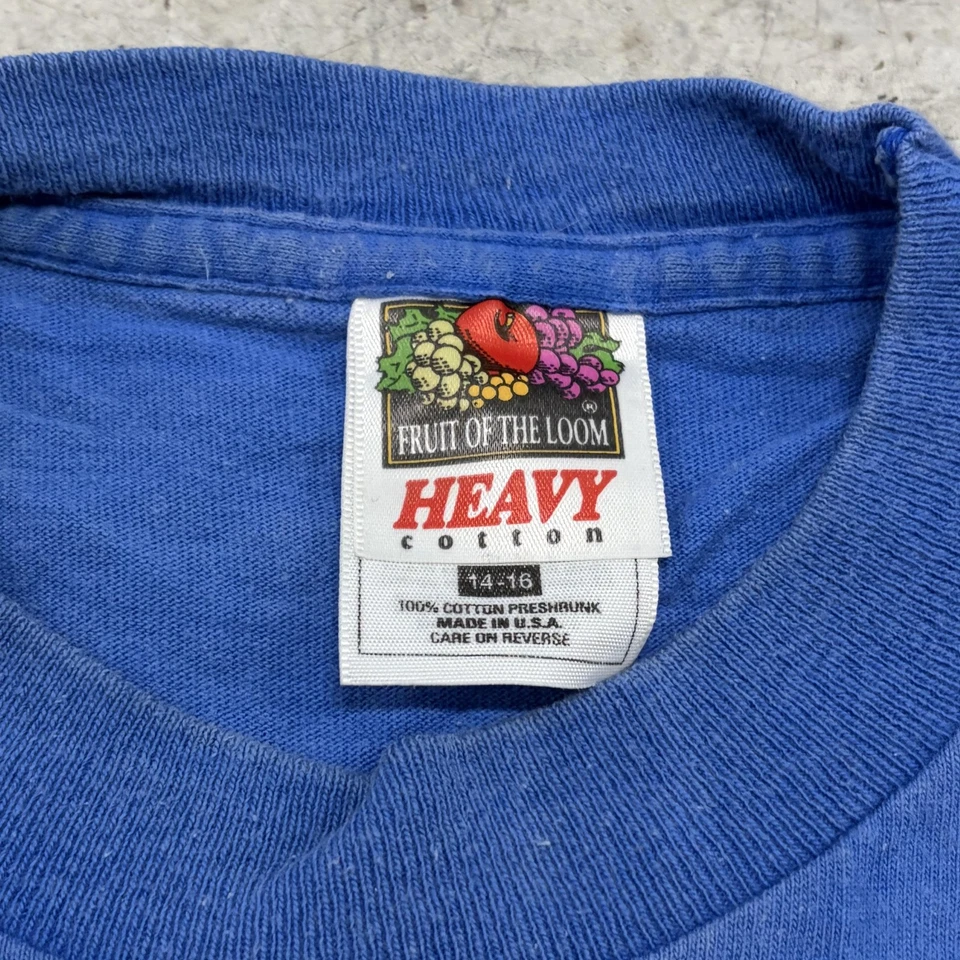 ®
FRUIT OF THE LOOM
HEAVY
cotton
14-16
100% COTTON PRESHRUNK
MADE IN U.S.A.
CARE ON REVERSE